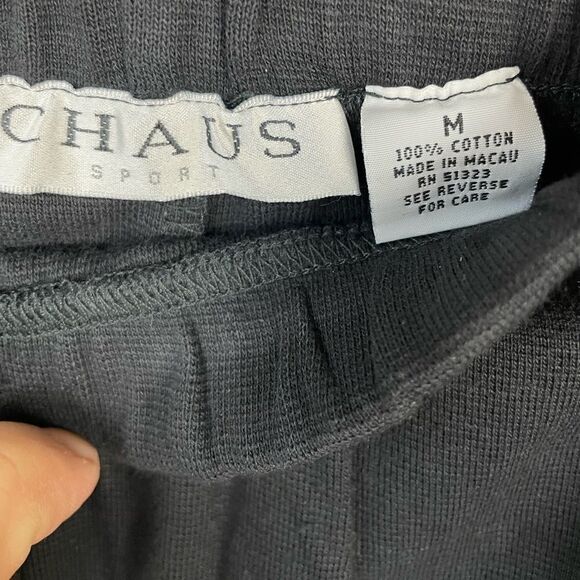 CHAUS
SPORT
M
100% COTTON
MADE IN MACAU
RN 51323
SEE REVERSE
FOR CARE